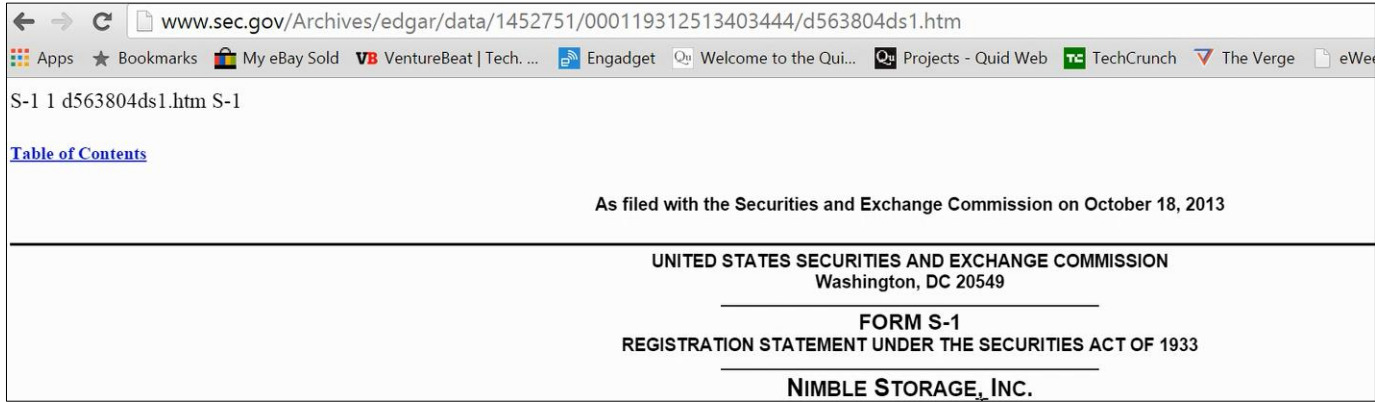 www.sec.gov/Archives/edgar/data/1452751/000119312513403444/d563804ds1.htm
Apps Bookmarks My eBay Sold VB VentureBeat | Tech. ... Engadget Qu Welcome to the Qui... Qu Projects - Quid Web TC TechCrunch The Verge eWee
S-1 1 d563804ds1.htm S-1
Table of Contents
As filed with the Securities and Exchange Commission on October 18, 2013
UNITED STATES SECURITIES AND EXCHANGE COMMISSION
Washington, DC 20549
FORM S-1
REGISTRATION STATEMENT UNDER THE SECURITIES ACT OF 1933
NIMBLE STORAGE, INC.